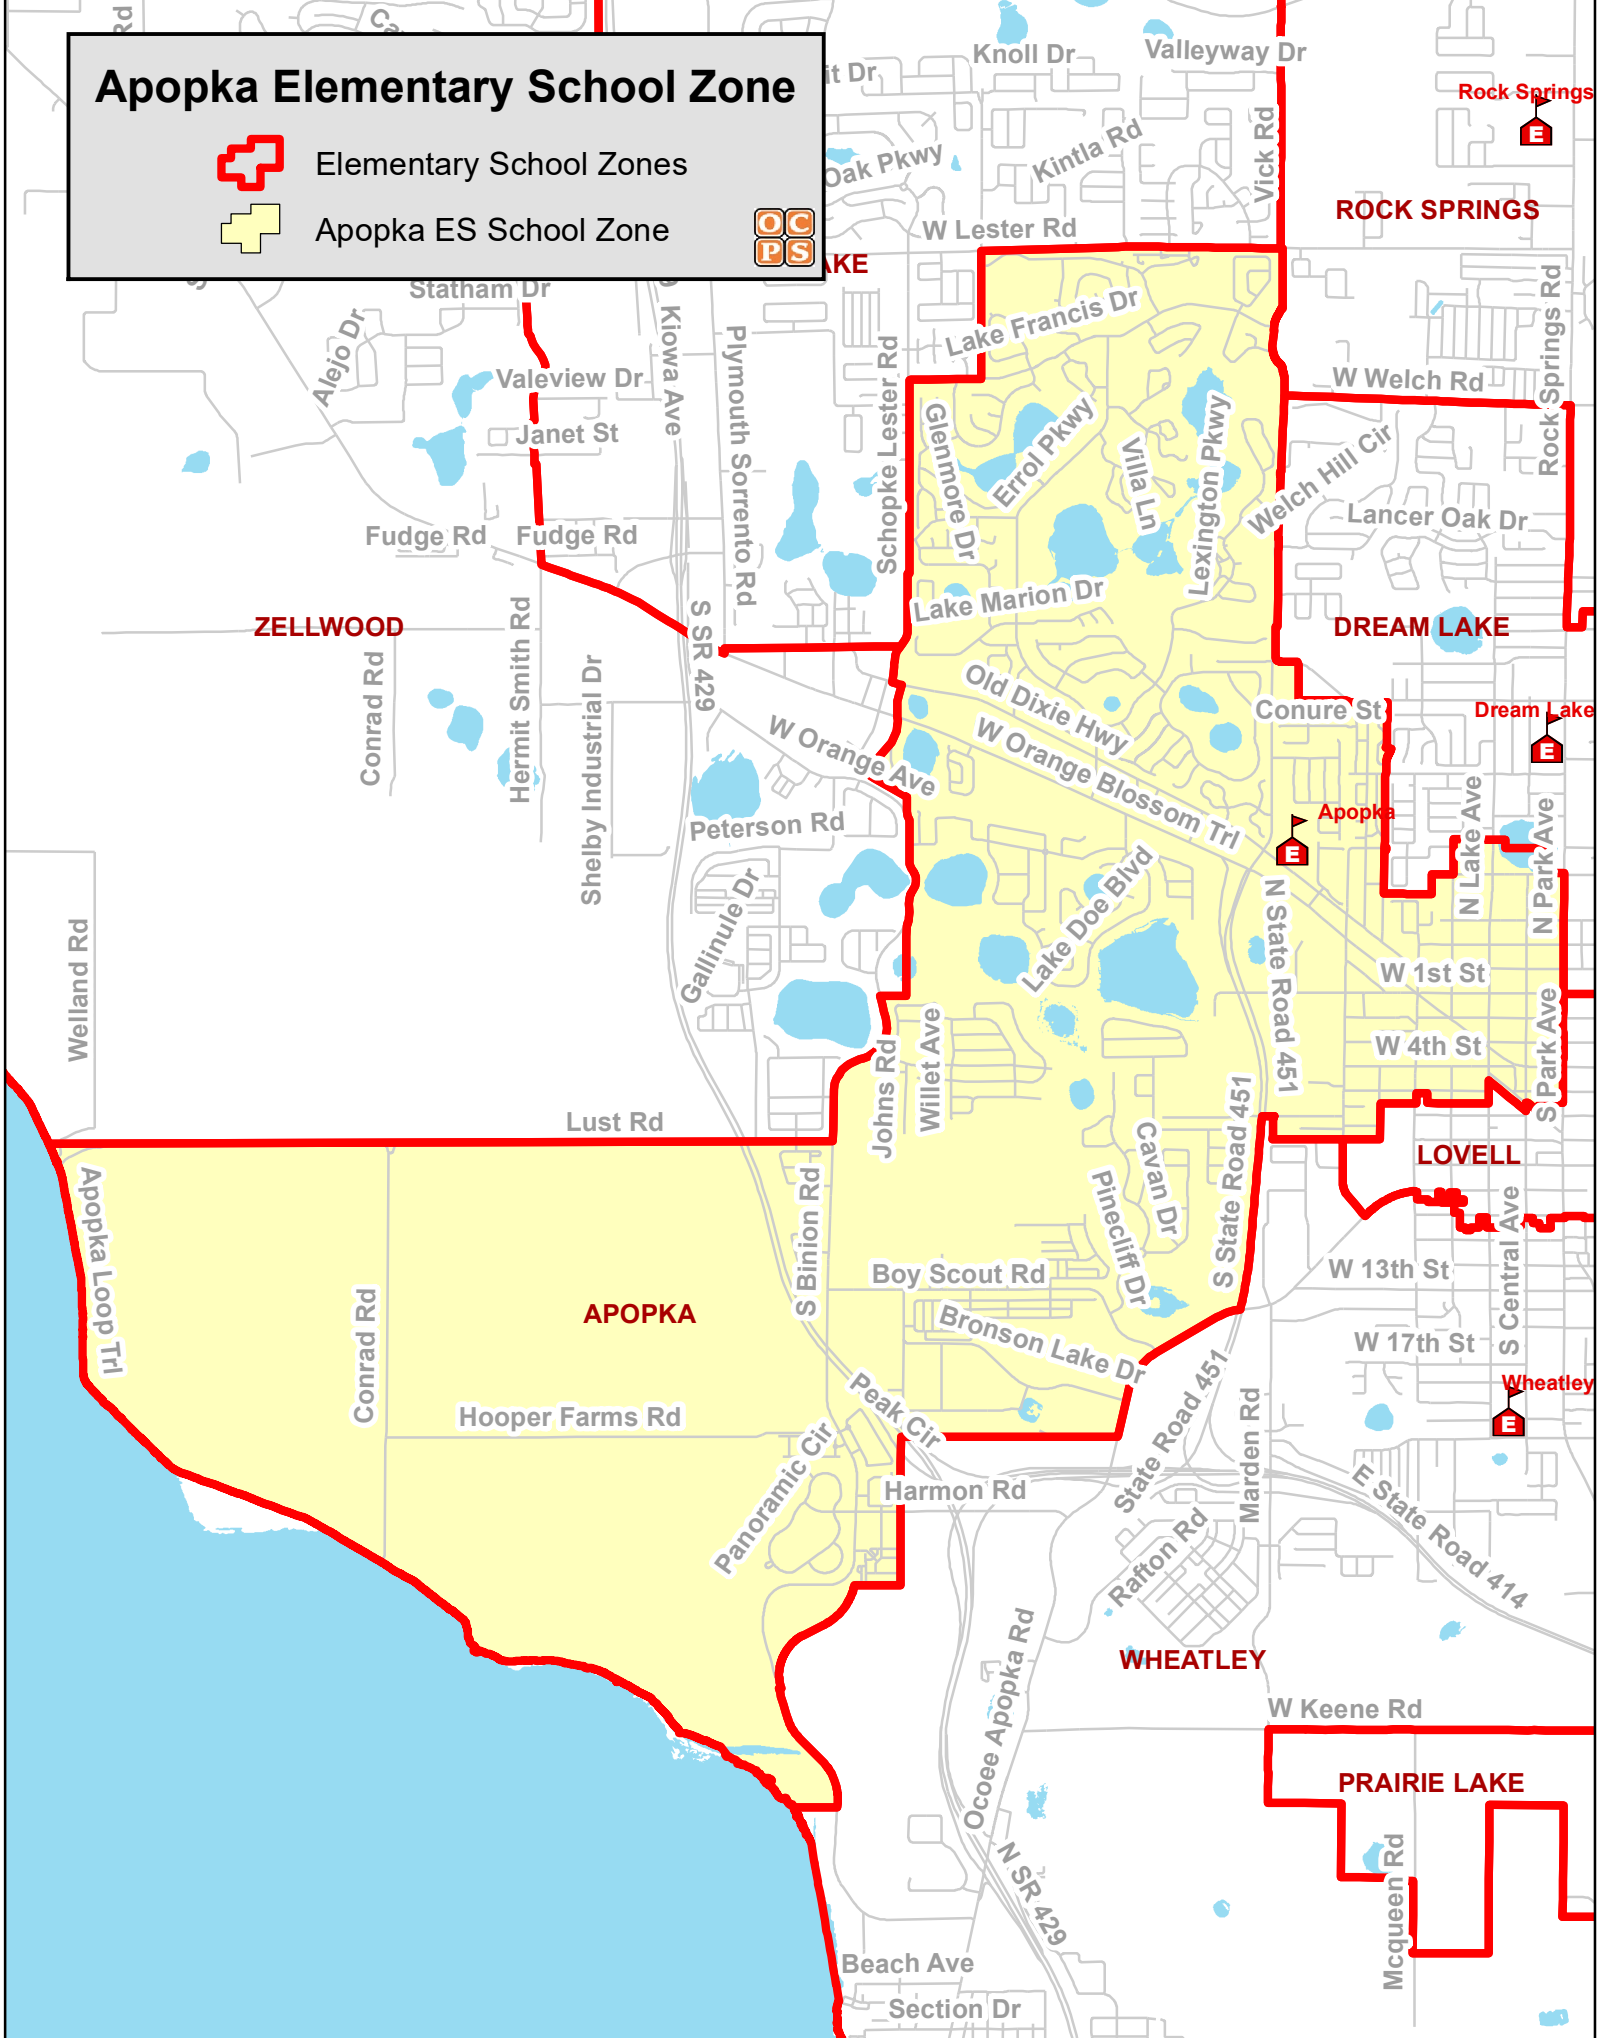 Rd
Knoll Dr
Valleyway Dr
Rock Springs
E
Apopka Elementary School Zone
Elementary School Zones
Apopka ES School Zone
OC
PS
it Dr
Oak Pkwy
Kintla Rd
Vick Rd
ROCK SPRINGS
W Lester Rd
AKE
Statham Dr
Alejo Dr
Kiowa Ave
Plymouth Sorrento Rd
Schopke Lester Rd
Lake Francis Dr
Rock Springs Rd
Valeview Dr
W Welch Rd
Janet St
Glenmore Dr
Errol Pkwy
Villa Ln
Lexington Pkwy
Welch Hill Cir
Lancer Oak Dr
Fudge Rd
Fudge Rd
Lake Marion Dr
ZELLWOOD
DREAM LAKE
Conrad Rd
Hermit Smith Rd
Shelby Industrial Dr
S SR 429
Old Dixie Hwy
Conure St
Dream Lake
E
W Orange Ave
W Orange Blossom Trl
Apopka
E
Peterson Rd
N Lake Ave
N Park Ave
Gallinule Dr
Lake Doe Blvd
N State Road 451
Welland Rd
W 1st St
Johns Rd
Willet Ave
W 4th St
S Park Ave
Lust Rd
Cavan Dr
S State Road 451
LOVELL
Apopka Loop Trl
S Binion Rd
Pinecliff Dr
Boy Scout Rd
W 13th St
S Central Ave
APOPKA
Conrad Rd
Bronson Lake Dr
W 17th St
Wheatley
E
Hooper Farms Rd
Peak Cir
State Road 451
Marden Rd
Panoramic Cir
Harmon Rd
E State Road 414
Rafton Rd
Ocoee Apopka Rd
WHEATLEY
W Keene Rd
PRAIRIE LAKE
N SR 429
Mcqueen Rd
Beach Ave
Section Dr